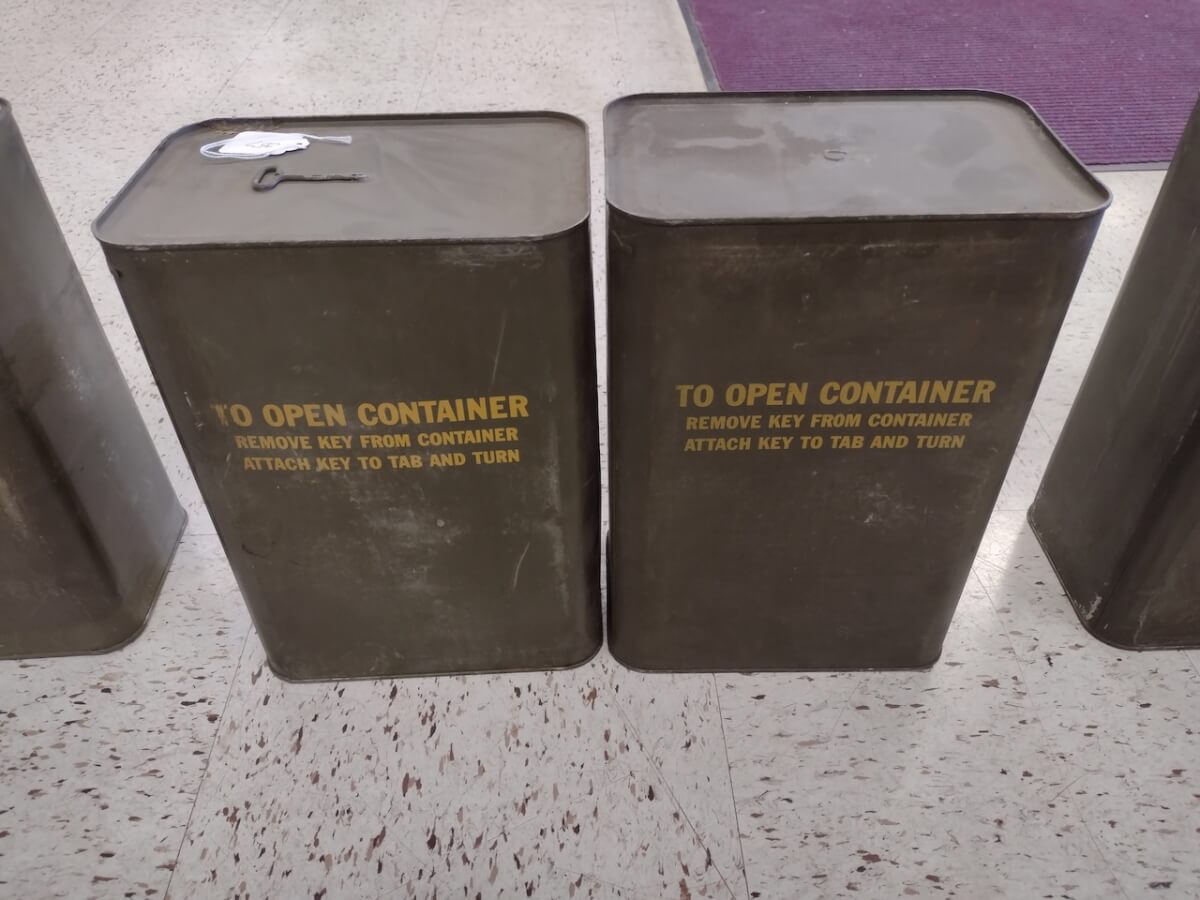 TO OPEN CONTAINER
REMOVE KEY FROM CONTAINER
ATTACH KEY TO TAB AND TURN
TO OPEN CONTAINER
REMOVE KEY FROM CONTAINER
ATTACH KEY TO TAB AND TURN